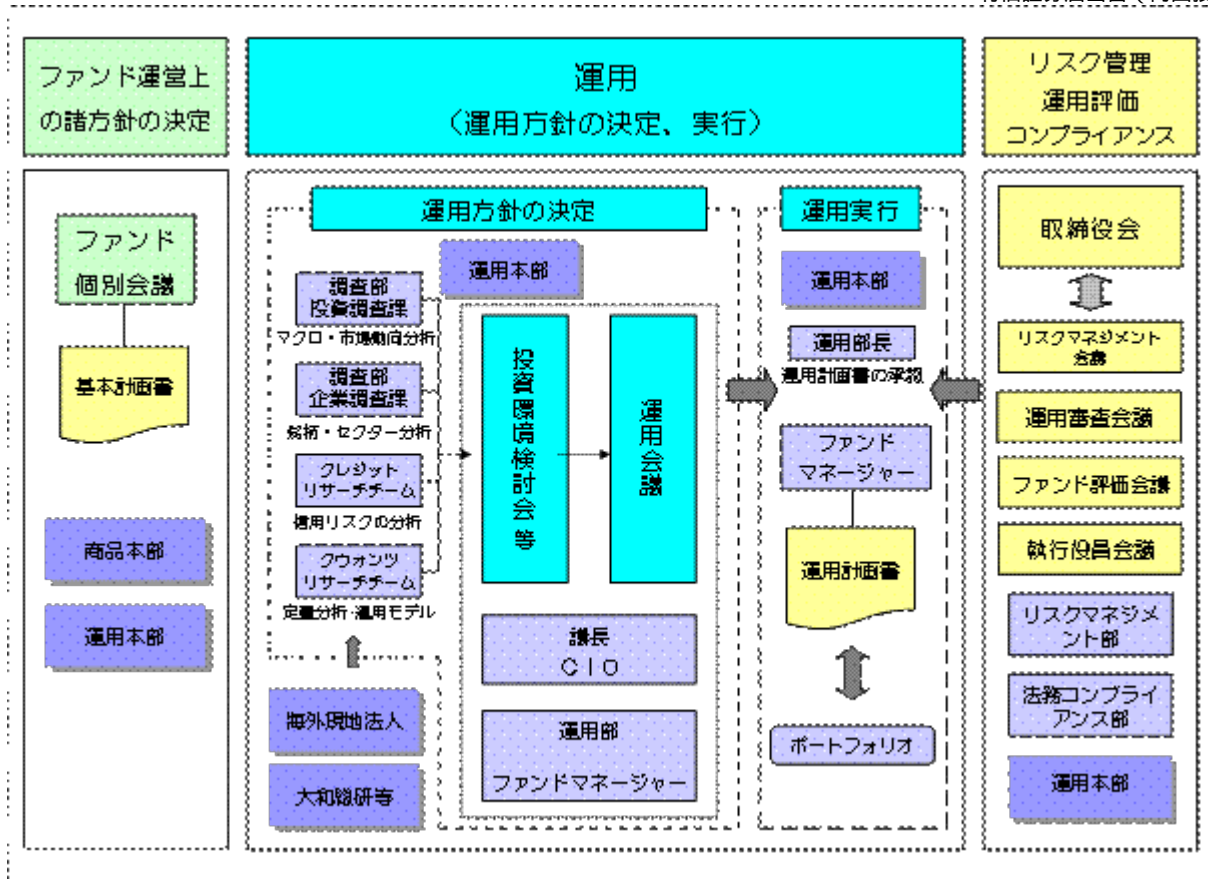 ファンド運営上
の諸方針の決定
運用
（運用方針の決定、実行）
リスク管理
運用評価
コンプライアンス
ファンド
個別会議
基本計画書
商品本部
運用本部
運用方針の決定
運用本部
調査部
投資調査課
マクロ・市場動向分析
調査部
企業調査課
銘柄・セクター分析
クレジット
リサーチチーム
信用リスクの分析
クウォンツ
リサーチチーム
定量分析・運用モデル
海外現地法人
大和総研等
投資環境検討会等
運用会議
議長
ＣＩＯ
運用部
ファンドマネージャー
運用実行
運用本部
運用部長
運用計画書の承認
ファンド
マネージャー
運用計画書
ポートフォリオ
取締役会
リスクマネジメント
会議
運用審査会議
ファンド評価会議
執行役員会議
リスクマネジメ
ント部
法務コンプライ
アンス部
運用本部